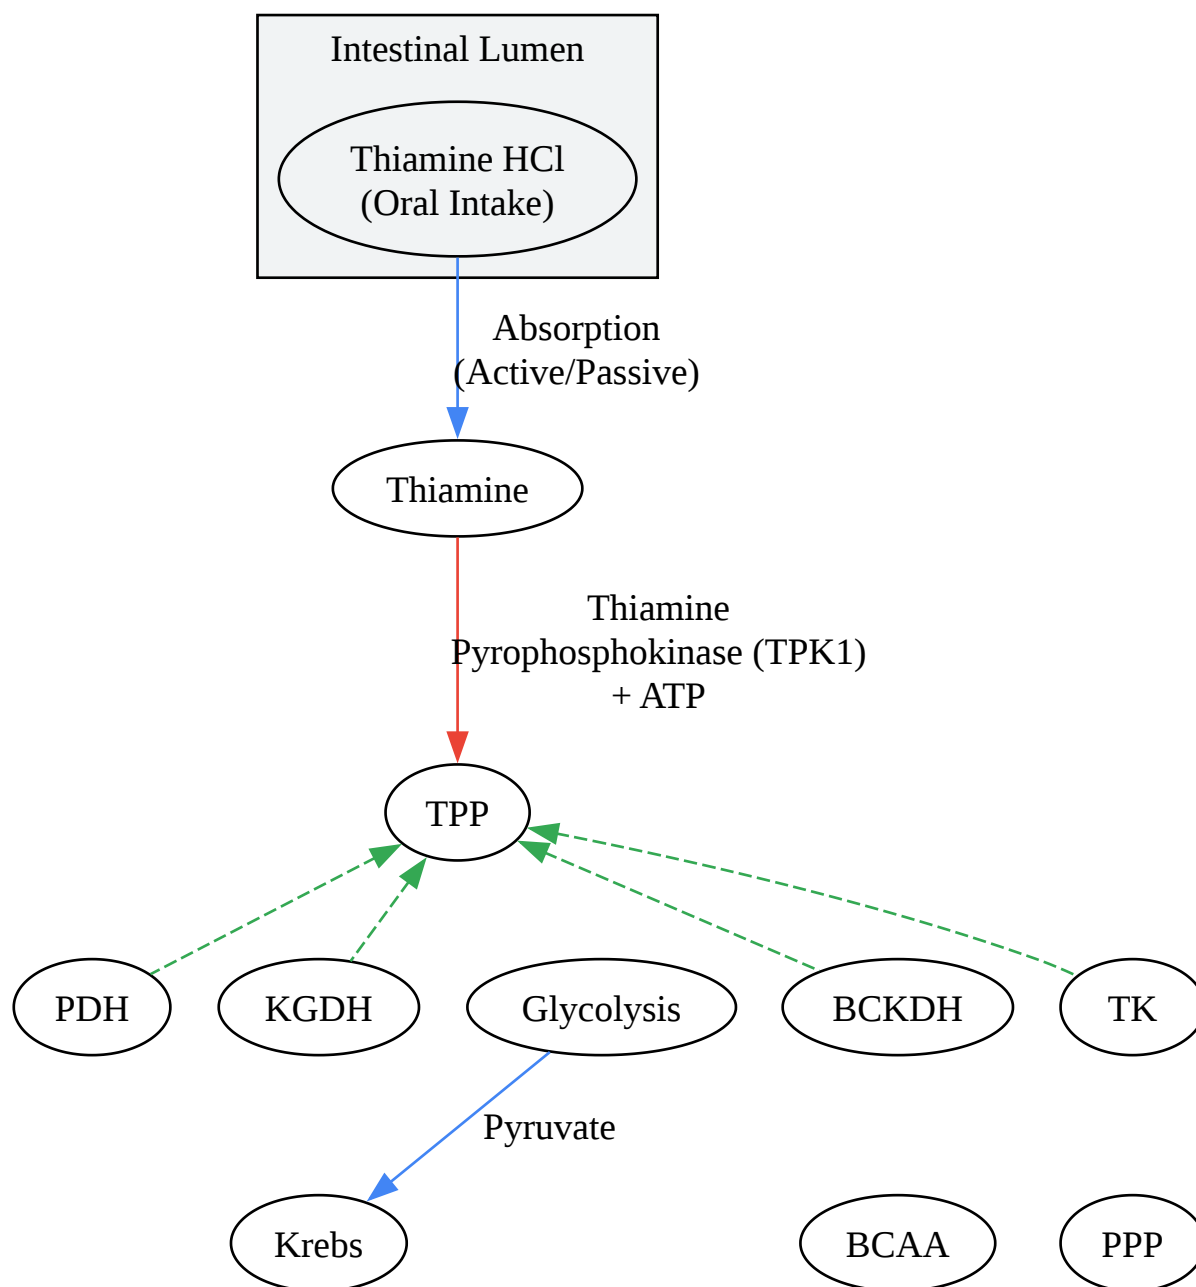 Intestinal Lumen
Thiamine HCl
(Oral Intake)
Absorption
(Active/Passive)
Thiamine
Thiamine
Pyrophosphokinase (TPK1)
+ ATP
TPP
PDH
KGDH
Glycolysis
BCKDH
TK
Pyruvate
Krebs
BCAA
PPP